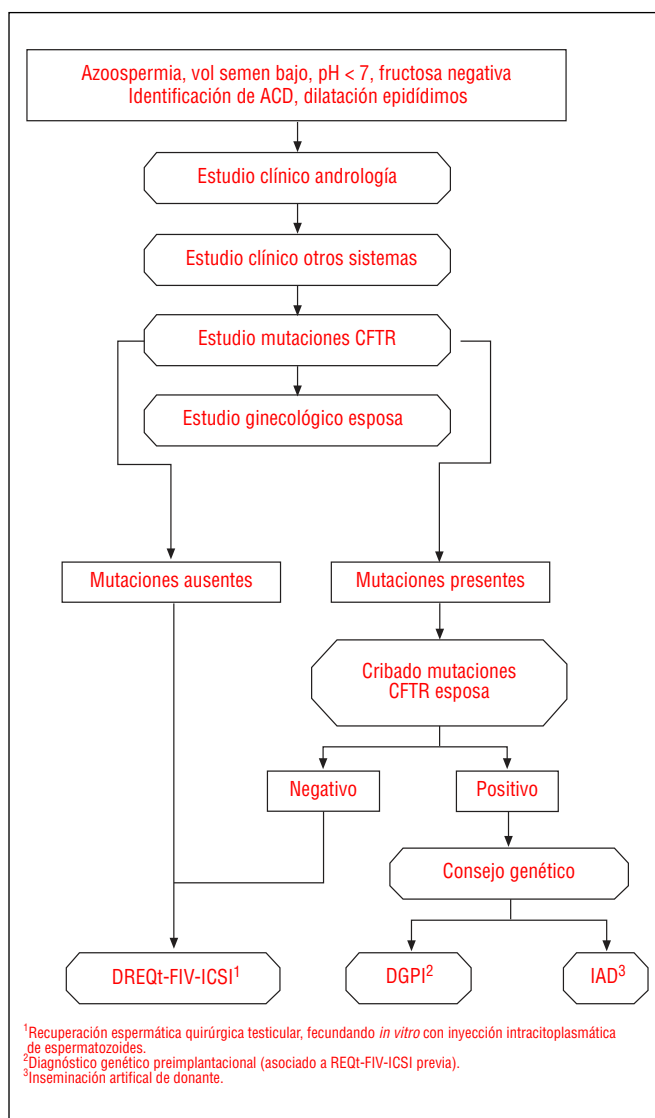 Azoospermia, vol semen bajo, pH < 7, fructosa negativa
Identificación de ACD, dilatación epidídimos
Estudio clínico andrología
Estudio clínico otros sistemas
Estudio mutaciones CFTR
Estudio ginecológico esposa
Mutaciones ausentes
Mutaciones presentes
Cribado mutaciones
CFTR esposa
Negativo
Positivo
Consejo genético
DREQt-FIV-ICSI¹
DGPI²
IAD³
¹Recuperación espermática quirúrgica testicular, fecundando in vitro con inyección intracitoplasmática
de espermatozoides.
²Diagnóstico genético preimplantacional (asociado a REQt-FIV-ICSI previa).
³Inseminación artifical de donante.